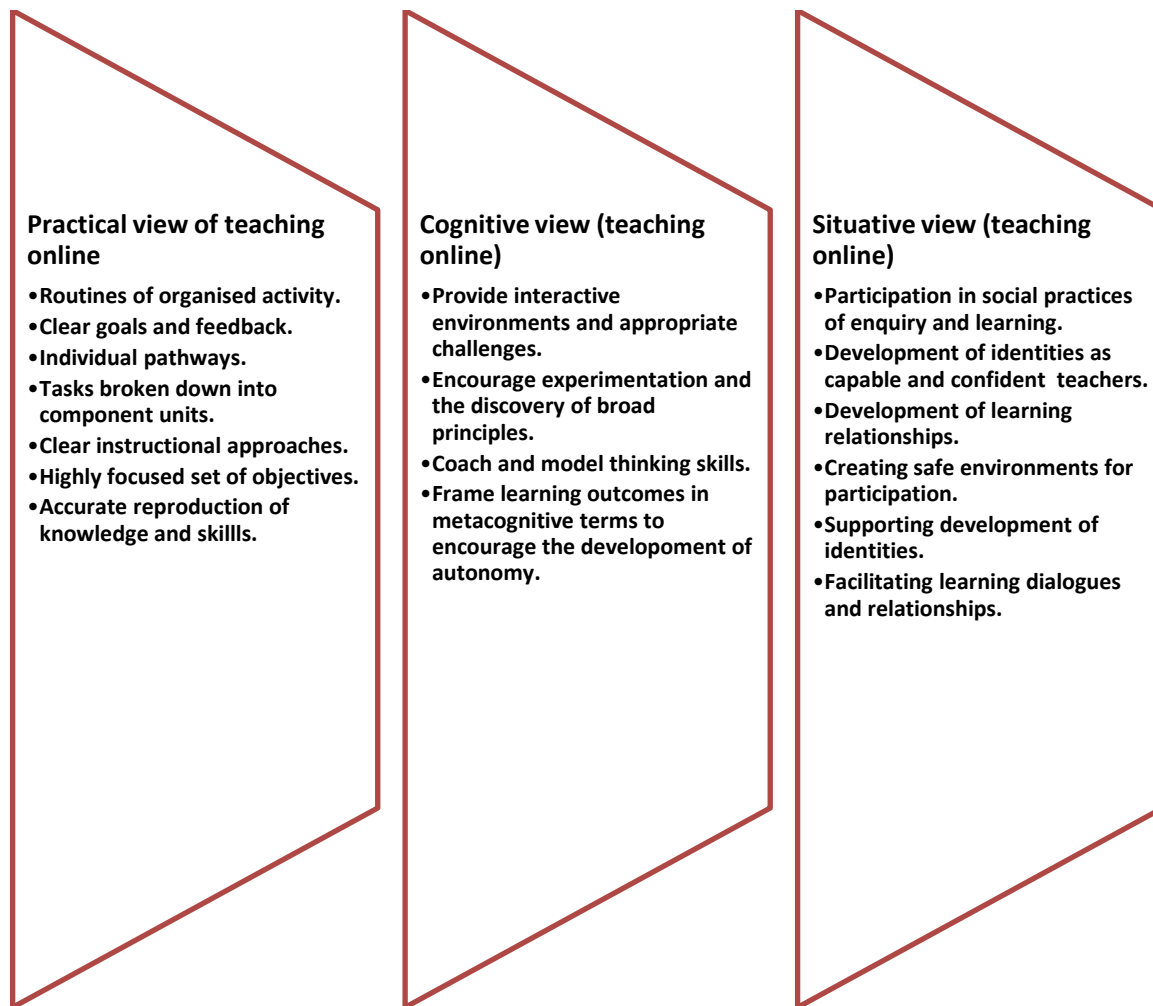 Practical view of teaching
online
•Routines of organised activity.
•Clear goals and feedback.
•Individual pathways.
•Tasks broken down into
component units.
•Clear instructional approaches.
•Highly focused set of objectives.
•Accurate reproduction of
knowledge and skillls.
Cognitive view (teaching
online)
•Provide interactive
environments and appropriate
challenges.
•Encourage experimentation and
the discovery of broad
principles.
•Coach and model thinking skills.
•Frame learning outcomes in
metacognitive terms to
encourage the developoment of
autonomy.
Situative view (teaching
online)
•Participation in social practices
of enquiry and learning.
•Development of identities as
capable and confident  teachers.
•Development of learning
relationships.
•Creating safe environments for
participation.
•Supporting development of
identities.
•Facilitating learning dialogues
and relationships.